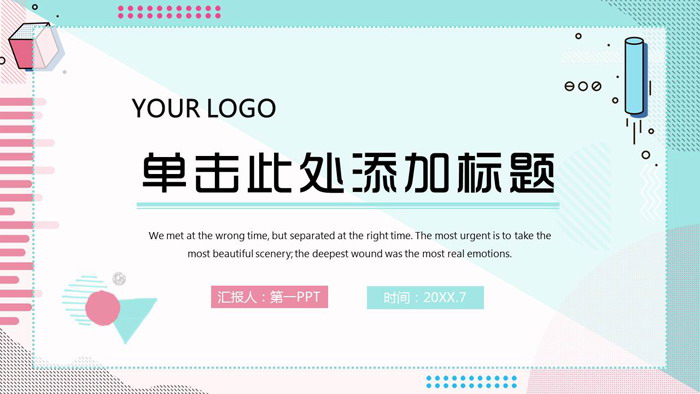 YOUR LOGO
单击此处添加标题
We met at the wrong time, but separated at the right time. The most urgent is to take the
most beautiful scenery; the deepest wound was the most real emotions.
汇报人：第一PPT
时间：20XX.7